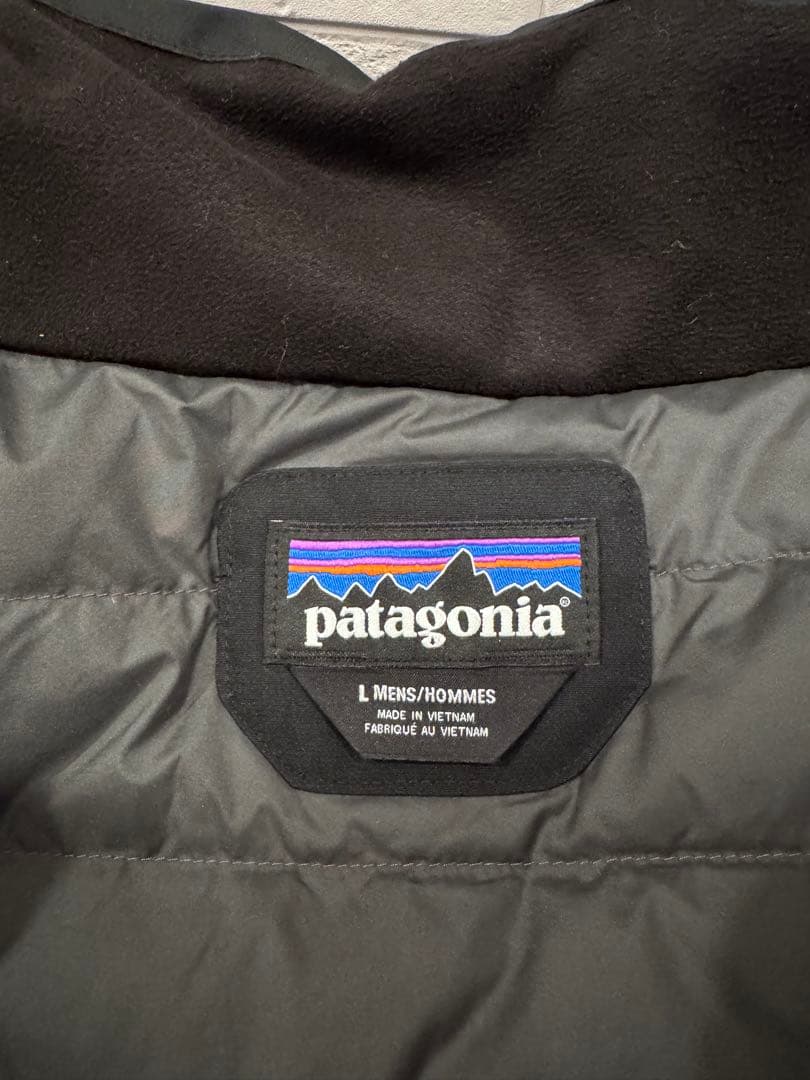 patagonia®
L MENS/HOMMES
MADE IN VIETNAM
FABRIQUÉ AU VIETNAM